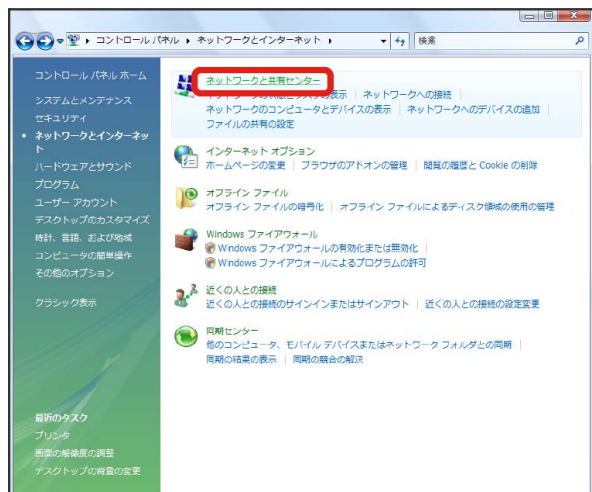 コントロール パネル ▸ ネットワークとインターネット ▸
検索
コントロール パネル ホーム
システムとメンテナンス
セキュリティ
• ネットワークとインターネッ
ト
ハードウェアとサウンド
プログラム
ユーザー アカウント
デスクトップのカスタマイズ
時計、言語、および地域
コンピュータの簡単操作
その他のオプション
クラシック表示
最近のタスク
プリンタ
画面の解像度の調整
デスクトップの背景の変更
ネットワークと共有センター
表示 | ネットワークへの接続 |
ネットワークのコンピュータとデバイスの表示 | ネットワークへのデバイスの追加 |
ファイルの共有の設定
インターネット オプション
ホームページの変更 | ブラウザのアドオンの管理 | 閲覧の履歴と Cookie の削除
オフライン ファイル
オフライン ファイルの暗号化 | オフライン ファイルによるディスク領域の使用の管理
Windows ファイアウォール
Windows ファイアウォールの有効化または無効化 |
Windows ファイアウォールによるプログラムの許可
近くの人との接続
近くの人との接続のサインインまたはサインアウト | 近くの人との接続の設定変更
同期センター
他のコンピュータ、モバイル デバイスまたはネットワーク フォルダとの同期 |
同期の結果の表示 | 同期の競合の解決